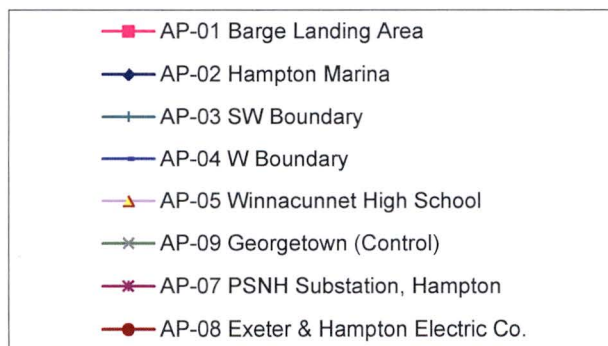 AP-01 Barge Landing Area
AP-02 Hampton Marina
AP-03 SW Boundary
AP-04 W Boundary
AP-05 Winnacunnet High School
AP-09 Georgetown (Control)
AP-07 PSNH Substation, Hampton
AP-08 Exeter & Hampton Electric Co.